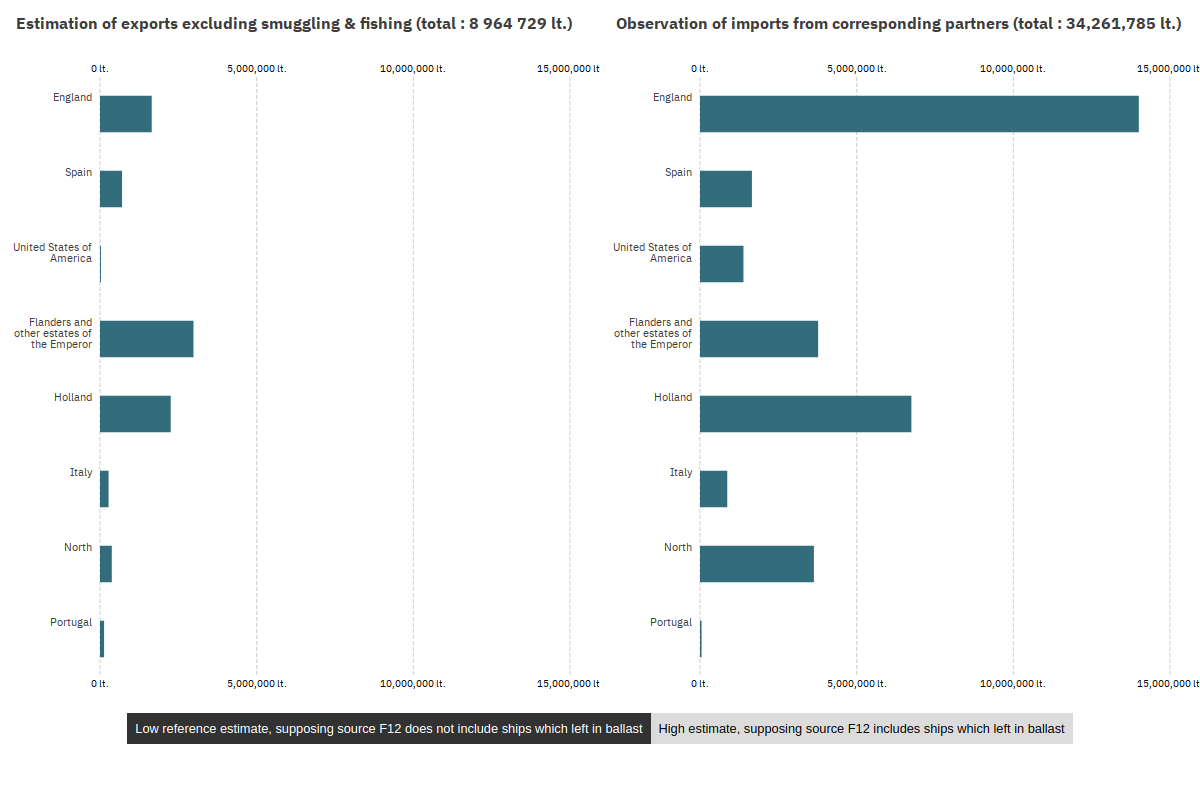 Estimation of exports excluding smuggling & fishing (total : 8 964 729 lt.)
0 lt.
5,000,000 lt.
10,000,000 lt.
15,000,000 lt
England
Spain
United States of
America
Flanders and
other estates of
the Emperor
Holland
Italy
North
Portugal
0 lt.
5,000,000 lt.
10,000,000 lt.
15,000,000 lt
Observation of imports from corresponding partners (total : 34,261,785 lt.)
0 lt.
5,000,000 lt.
10,000,000 lt.
15,000,000 lt
England
Spain
United States of
America
Flanders and
other estates of
the Emperor
Holland
Italy
North
Portugal
0 lt.
5,000,000 lt.
10,000,000 lt.
15,000,000 lt
Low reference estimate, supposing source F12 does not include ships which left in ballast
High estimate, supposing source F12 includes ships which left in ballast